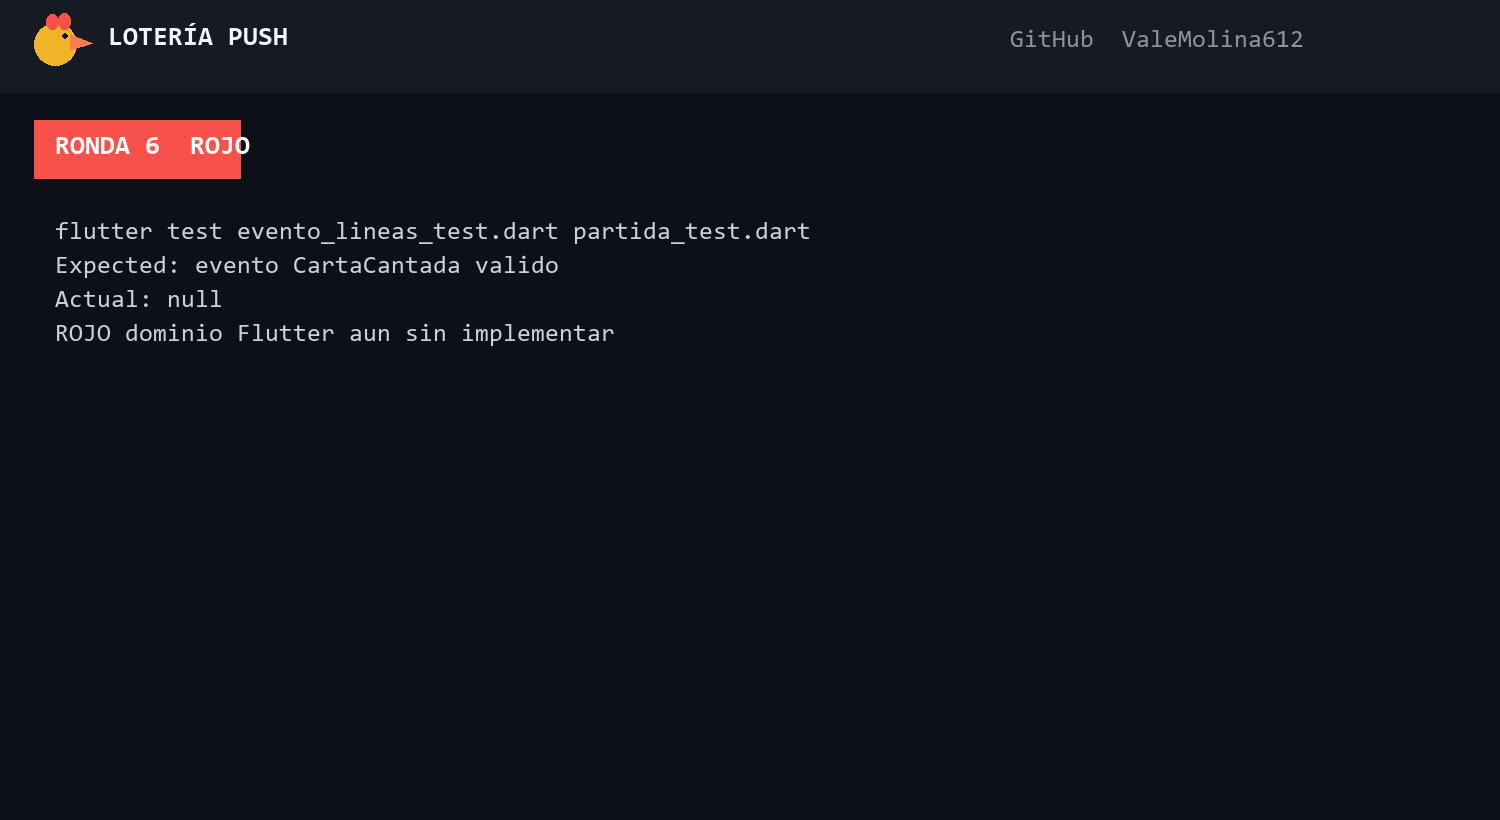 LOTERÍA PUSH
GitHub  ValeMolina612
RONDA 6  ROJO
flutter test evento_lineas_test.dart partida_test.dart
Expected: evento CartaCantada valido
Actual: null
ROJO dominio Flutter aun sin implementar